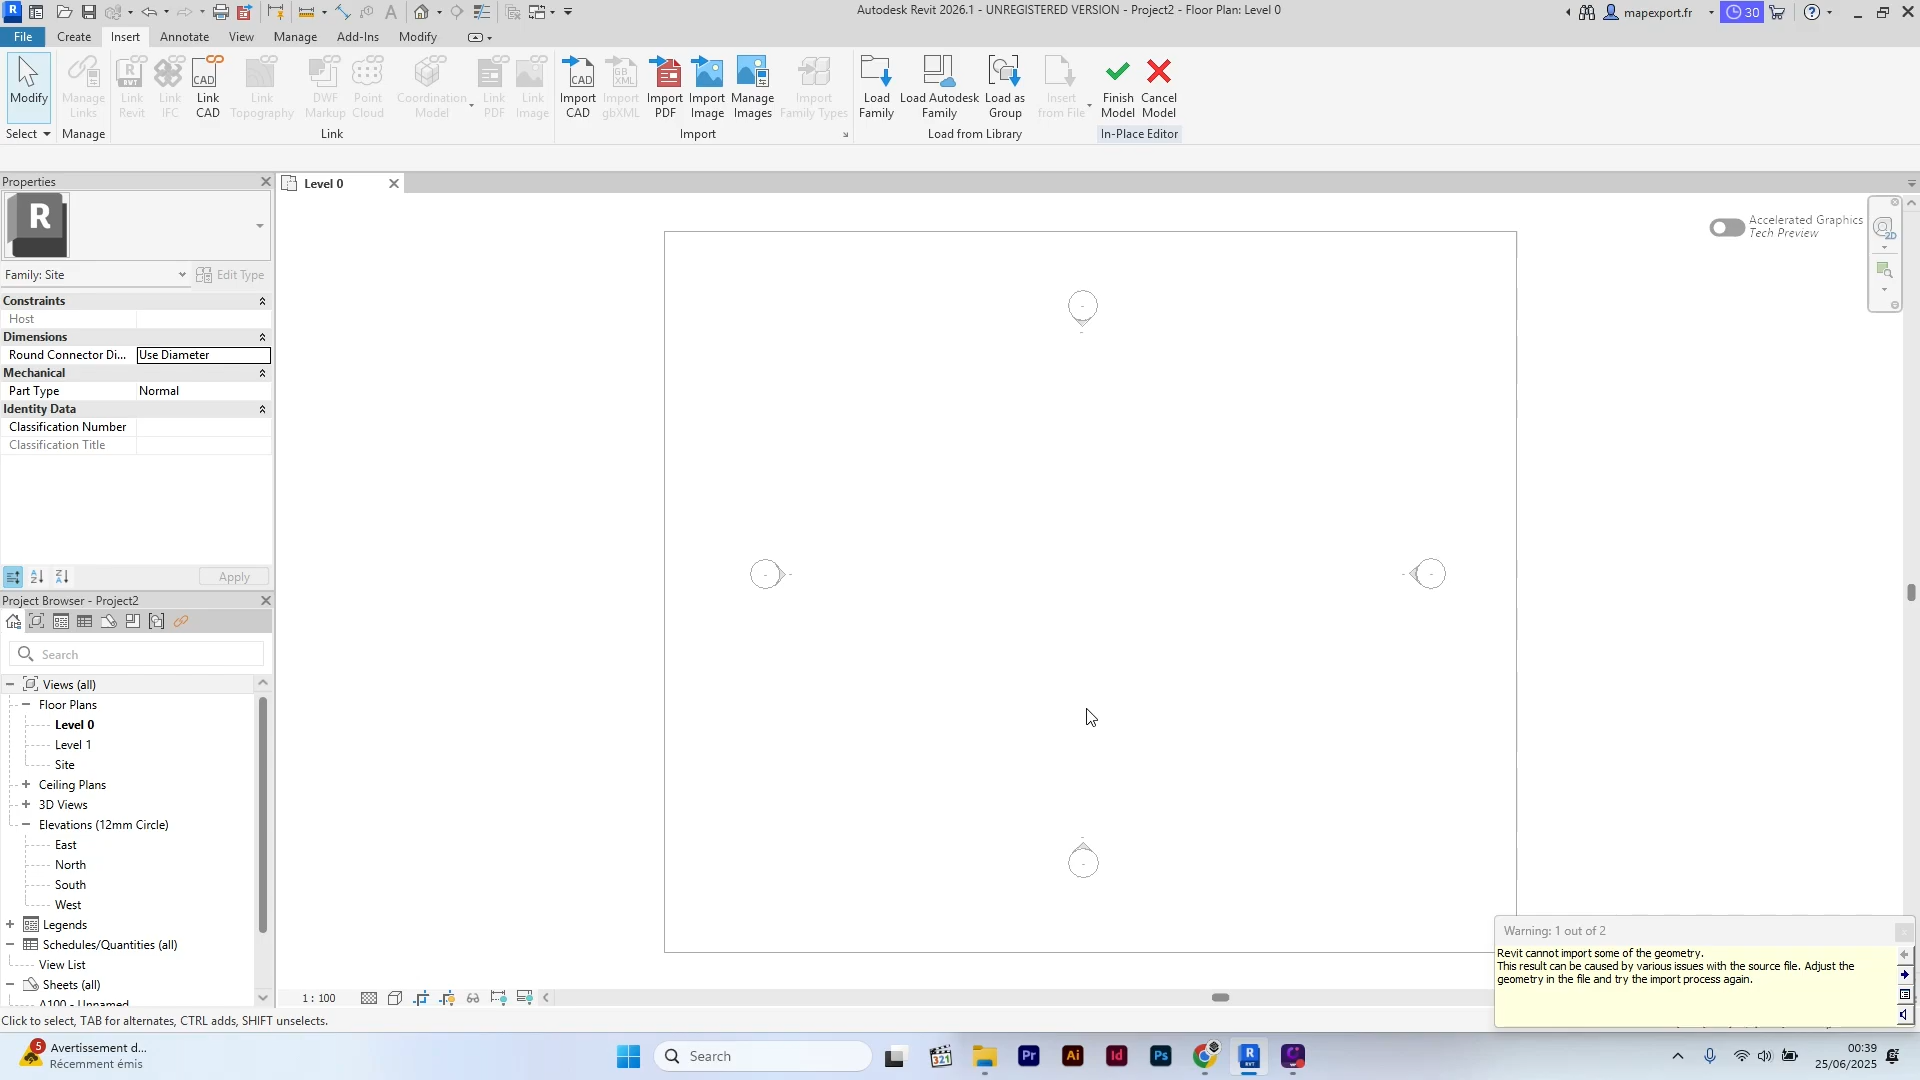 Autodesk Revit 2026.1 - UNREGISTERED VERSION - Project2 - Floor Plan: Level 0
mapexport.fr
30
File
Create
Insert
Annotate
View
Manage
Add-Ins
Modify
Modify
Manage Links
Link Revit
Link IFC
Link CAD
Link Topography
DWF Markup
Point Cloud
Coordination Model
Link PDF
Link Image
Import CAD
Import gbXML
Import PDF
Import Image
Manage Images
Import Family Types
Load Family
Load Autodesk Family
Load as Group
Insert from File
Finish Model
Cancel Model
Select
Manage
Link
Import
Load from Library
In-Place Editor
Properties
Level 0
Accelerated Graphics
Tech Preview
Family: Site
Edit Type
Constraints
Host
Dimensions
Round Connector Di... Use Diameter
Mechanical
Part Type Normal
Identity Data
Classification Number
Classification Title
Apply
Project Browser - Project2
Search
Views (all)
Floor Plans
Level 0
Level 1
Site
Ceiling Plans
3D Views
Elevations (12mm Circle)
East
North
South
West
Legends
Schedules/Quantities (all)
View List
Sheets (all)
A100 - Unnamed
1 : 100
Warning: 1 out of 2
Revit cannot import some of the geometry.
This result can be caused by various issues with the source file. Adjust the
geometry in the file and try the import process again.
Click to select, TAB for alternates, CTRL adds, SHIFT unselects.
5
Avertissement d...
Récemment émis
Search
00:39
25/06/2025